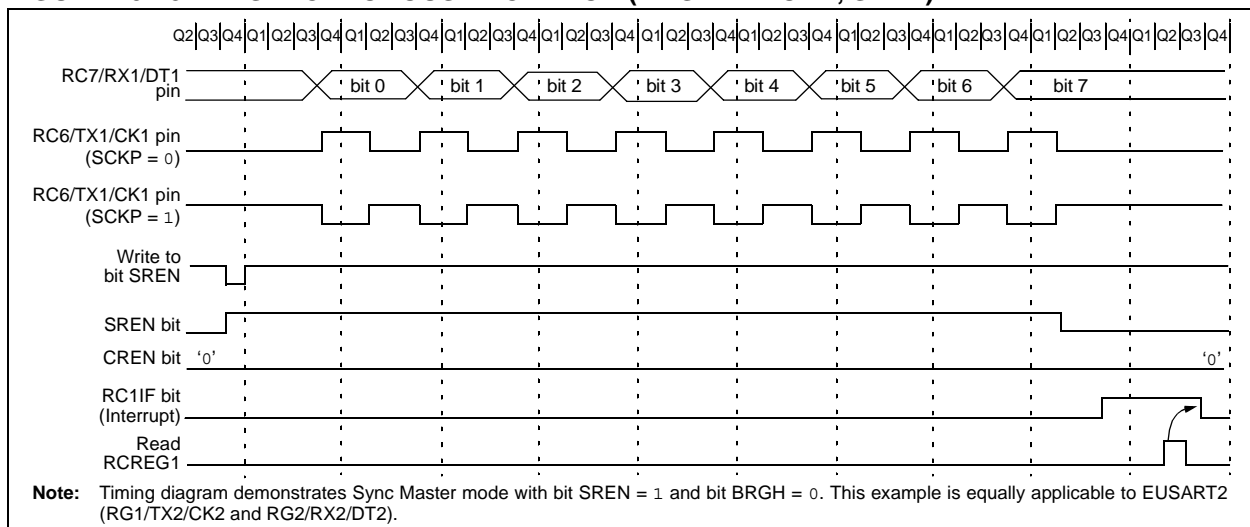 Q2 Q3 Q4 Q1 Q2 Q3 Q4 Q1 Q2 Q3 Q4 Q1 Q2 Q3 Q4 Q1 Q2 Q3 Q4 Q1 Q2 Q3 Q4 Q1 Q2 Q3 Q4 Q1 Q2 Q3 Q4 Q1 Q2 Q3 Q4 Q1 Q2 Q3 Q4 Q1 Q2 Q3 Q4
RC7/RX1/DT1
pin
bit 0 bit 1 bit 2 bit 3 bit 4 bit 5 bit 6 bit 7
RC6/TX1/CK1 pin
(SCKP = 0)
RC6/TX1/CK1 pin
(SCKP = 1)
Write to
bit SREN
SREN bit
CREN bit ‘0’ ‘0’
RC1IF bit
(Interrupt)
Read
RCREG1
Note: Timing diagram demonstrates Sync Master mode with bit SREN = 1 and bit BRGH = 0. This example is equally applicable to EUSART2
(RG1/TX2/CK2 and RG2/RX2/DT2).